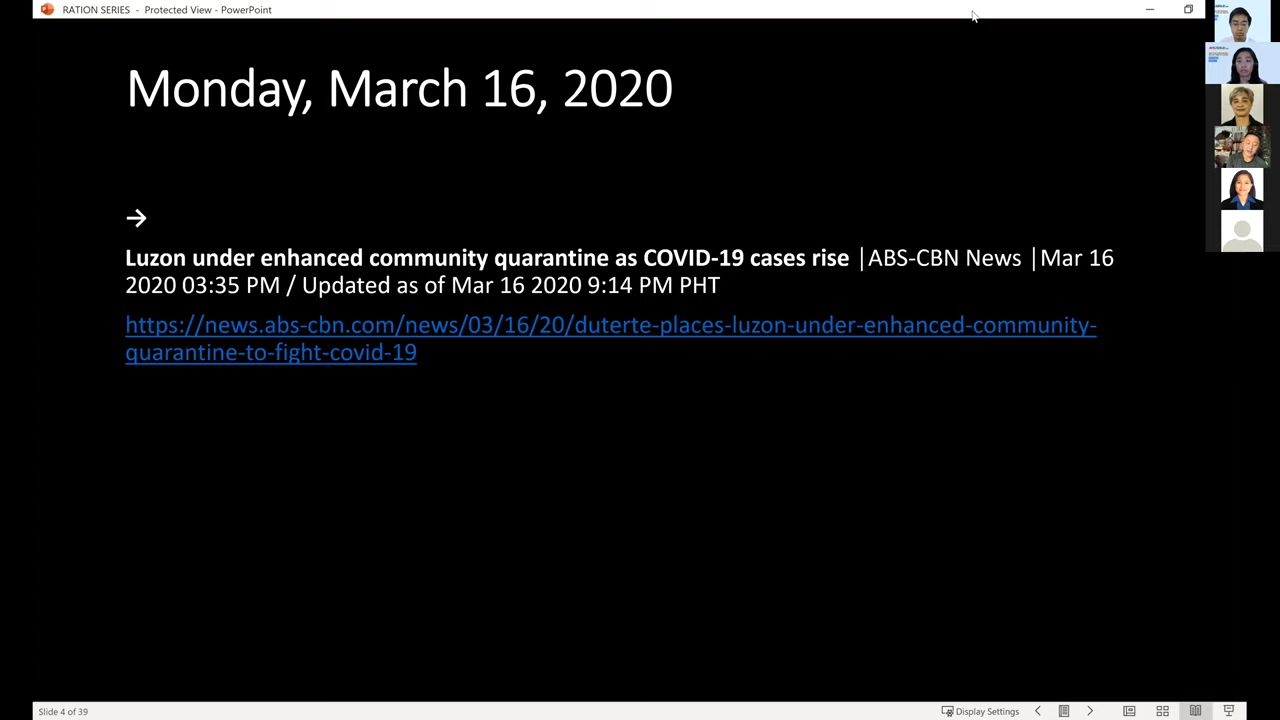 RATION SERIES - Protected View - PowerPoint
Monday, March 16, 2020
→
Luzon under enhanced community quarantine as COVID-19 cases rise |ABS-CBN News |Mar 16
2020 03:35 PM / Updated as of Mar 16 2020 9:14 PM PHT
https://news.abs-cbn.com/news/03/16/20/duterte-places-luzon-under-enhanced-community-
quarantine-to-fight-covid-19
Slide 4 of 39
Display Settings